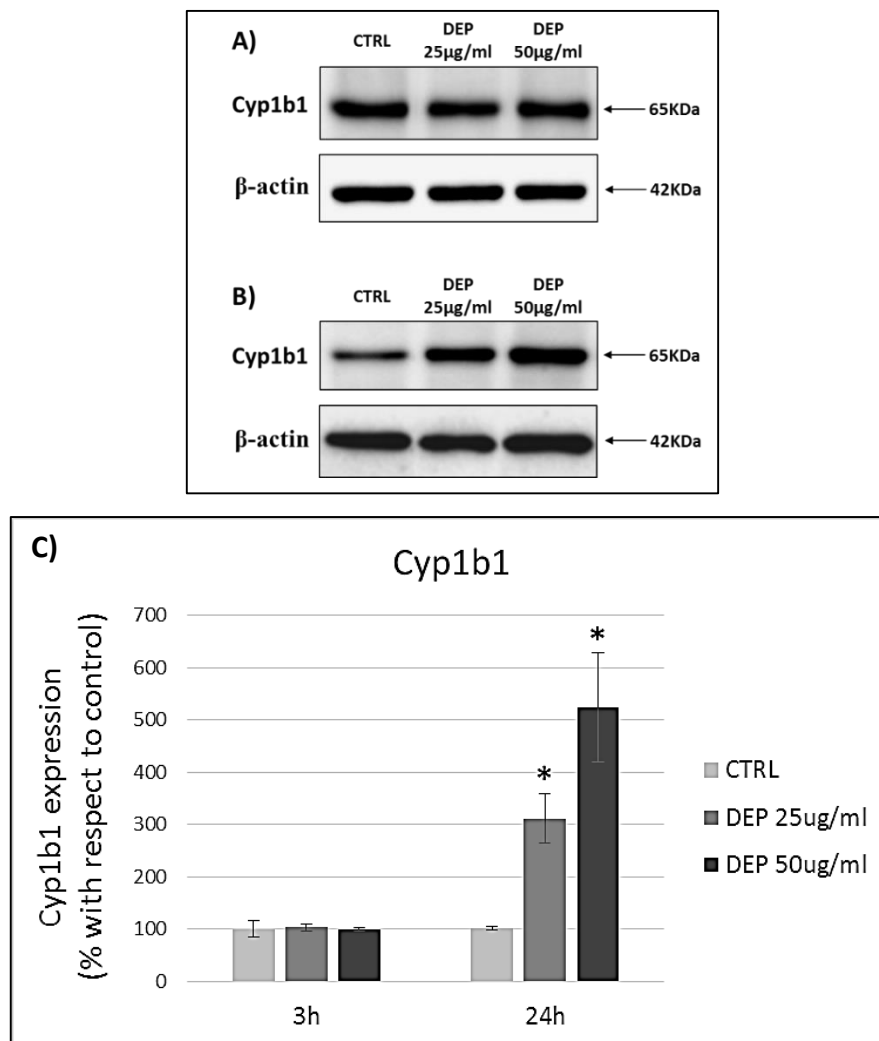 A)
CTRL
DEP
25µg/ml
DEP
50µg/ml
Cyp1b1
65KDa
β-actin
42KDa
B)
CTRL
DEP
25µg/ml
DEP
50µg/ml
Cyp1b1
65KDa
β-actin
42KDa
C)
Cyp1b1
Cyp1b1 expression
(% with respect to control)
700
600
500
400
300
200
100
0
*
*
3h
24h
CTRL
DEP 25ug/ml
DEP 50ug/ml